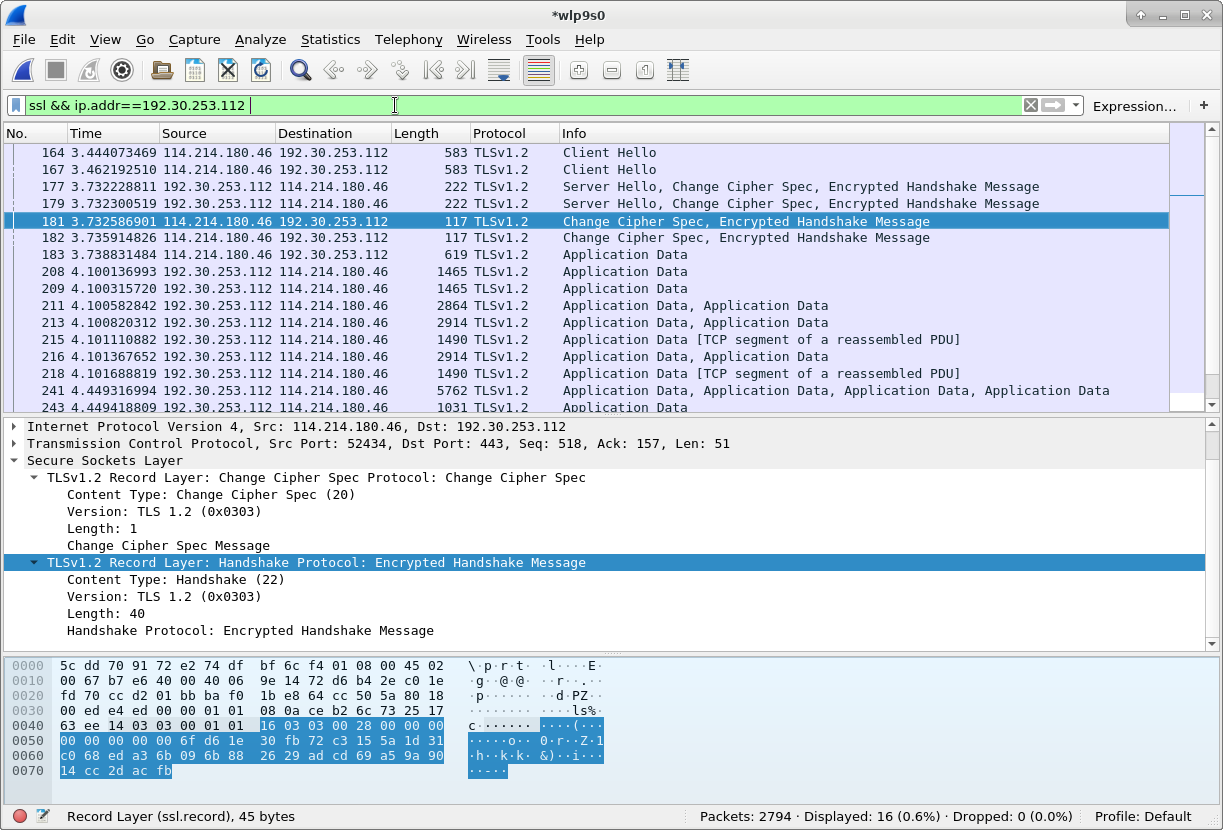 *wlp9s0
File Edit View Go Capture Analyze Statistics Telephony Wireless Tools Help
ssl && ip.addr==192.30.253.112 Expression… +
No. Time Source Destination Length Protocol Info
164 3.444073469 114.214.180.46 192.30.253.112 583 TLSv1.2 Client Hello
167 3.462192510 114.214.180.46 192.30.253.112 583 TLSv1.2 Client Hello
177 3.732228811 192.30.253.112 114.214.180.46 222 TLSv1.2 Server Hello, Change Cipher Spec, Encrypted Handshake Message
179 3.732300519 192.30.253.112 114.214.180.46 222 TLSv1.2 Server Hello, Change Cipher Spec, Encrypted Handshake Message
181 3.732586901 114.214.180.46 192.30.253.112 117 TLSv1.2 Change Cipher Spec, Encrypted Handshake Message
182 3.735914826 114.214.180.46 192.30.253.112 117 TLSv1.2 Change Cipher Spec, Encrypted Handshake Message
183 3.738831484 114.214.180.46 192.30.253.112 619 TLSv1.2 Application Data
208 4.100136993 192.30.253.112 114.214.180.46 1465 TLSv1.2 Application Data
209 4.100315720 192.30.253.112 114.214.180.46 1465 TLSv1.2 Application Data
211 4.100582842 192.30.253.112 114.214.180.46 2864 TLSv1.2 Application Data, Application Data
213 4.100820312 192.30.253.112 114.214.180.46 2914 TLSv1.2 Application Data, Application Data
215 4.101110882 192.30.253.112 114.214.180.46 1490 TLSv1.2 Application Data [TCP segment of a reassembled PDU]
216 4.101367652 192.30.253.112 114.214.180.46 2914 TLSv1.2 Application Data, Application Data
218 4.101688819 192.30.253.112 114.214.180.46 1490 TLSv1.2 Application Data [TCP segment of a reassembled PDU]
241 4.449316994 192.30.253.112 114.214.180.46 5762 TLSv1.2 Application Data, Application Data, Application Data, Application Data
243 4.449418809 192.30.253.112 114.214.180.46 1031 TLSv1.2 Application Data
Internet Protocol Version 4, Src: 114.214.180.46, Dst: 192.30.253.112
Transmission Control Protocol, Src Port: 52434, Dst Port: 443, Seq: 518, Ack: 157, Len: 51
Secure Sockets Layer
TLSv1.2 Record Layer: Change Cipher Spec Protocol: Change Cipher Spec
Content Type: Change Cipher Spec (20)
Version: TLS 1.2 (0x0303)
Length: 1
Change Cipher Spec Message
TLSv1.2 Record Layer: Handshake Protocol: Encrypted Handshake Message
Content Type: Handshake (22)
Version: TLS 1.2 (0x0303)
Length: 40
Handshake Protocol: Encrypted Handshake Message
0000 5c dd 70 91 72 e2 74 df bf 6c f4 01 08 00 45 02 \·p·r·t· ·l····E·
0010 00 67 b7 e6 40 00 40 06 9e 14 72 d6 b4 2e c0 1e ·g··@·@· ··r··.··
0020 fd 70 cc d2 01 bb ba f0 1b e8 64 cc 50 5a 80 18 ·p······ ··d·PZ··
0030 00 ed e4 ed 00 00 01 01 08 0a ce b2 6c 73 25 17 ········ ····ls%·
0040 63 ee 14 03 03 00 01 01 16 03 03 00 28 00 00 00 c······· ····(···
0050 00 00 00 00 00 6f d6 1e 30 fb 72 c3 15 5a 1d 31 ·····o·· 0·r··Z·1
0060 c0 68 ed a3 6b 09 6b 88 26 29 ad cd 69 a5 9a 90 ·h··k·k· &)··i···
0070 14 cc 2d ac fb ··-··
Record Layer (ssl.record), 45 bytes Packets: 2794 · Displayed: 16 (0.6%) · Dropped: 0 (0.0%) Profile: Default